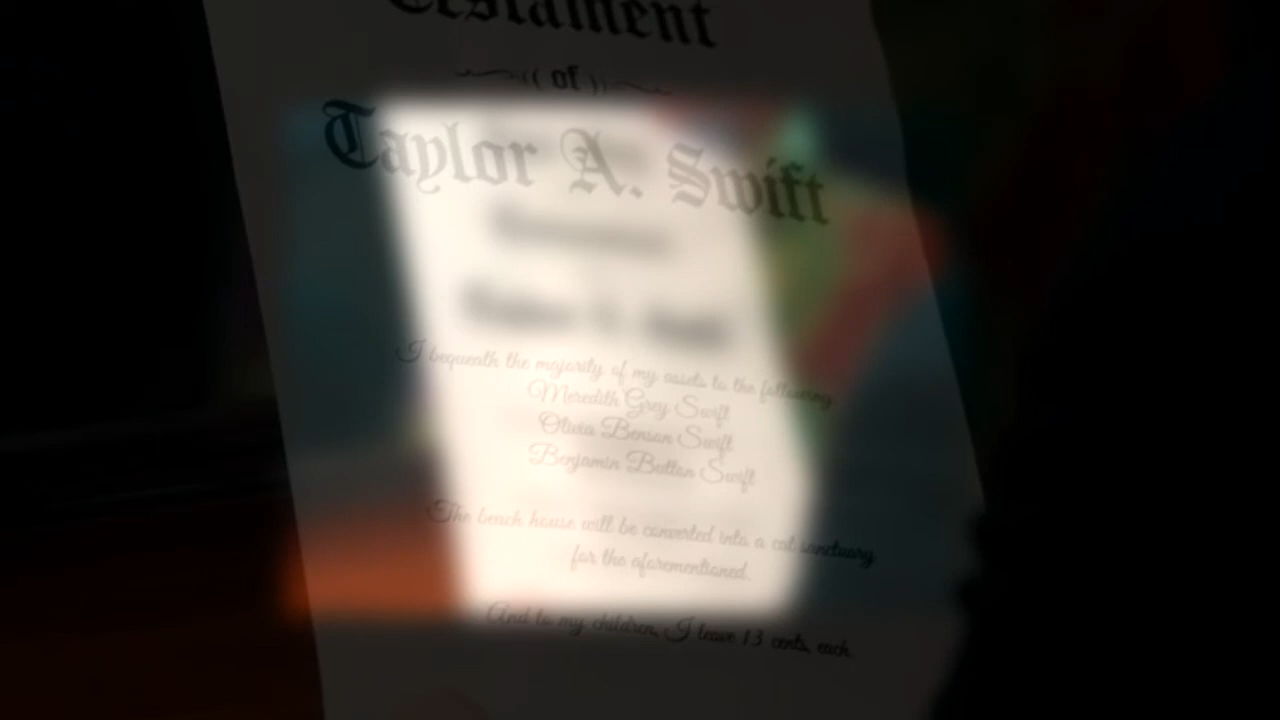 Testament
of
Taylor A. Swift
I bequeath the majority of my assets to the following
Meredith Grey Swift
Olivia Benson Swift
Benjamin Button Swift
The beach house will be converted into a cat sanctuary
for the aforementioned.
And to my children, I leave 13 cents, each.